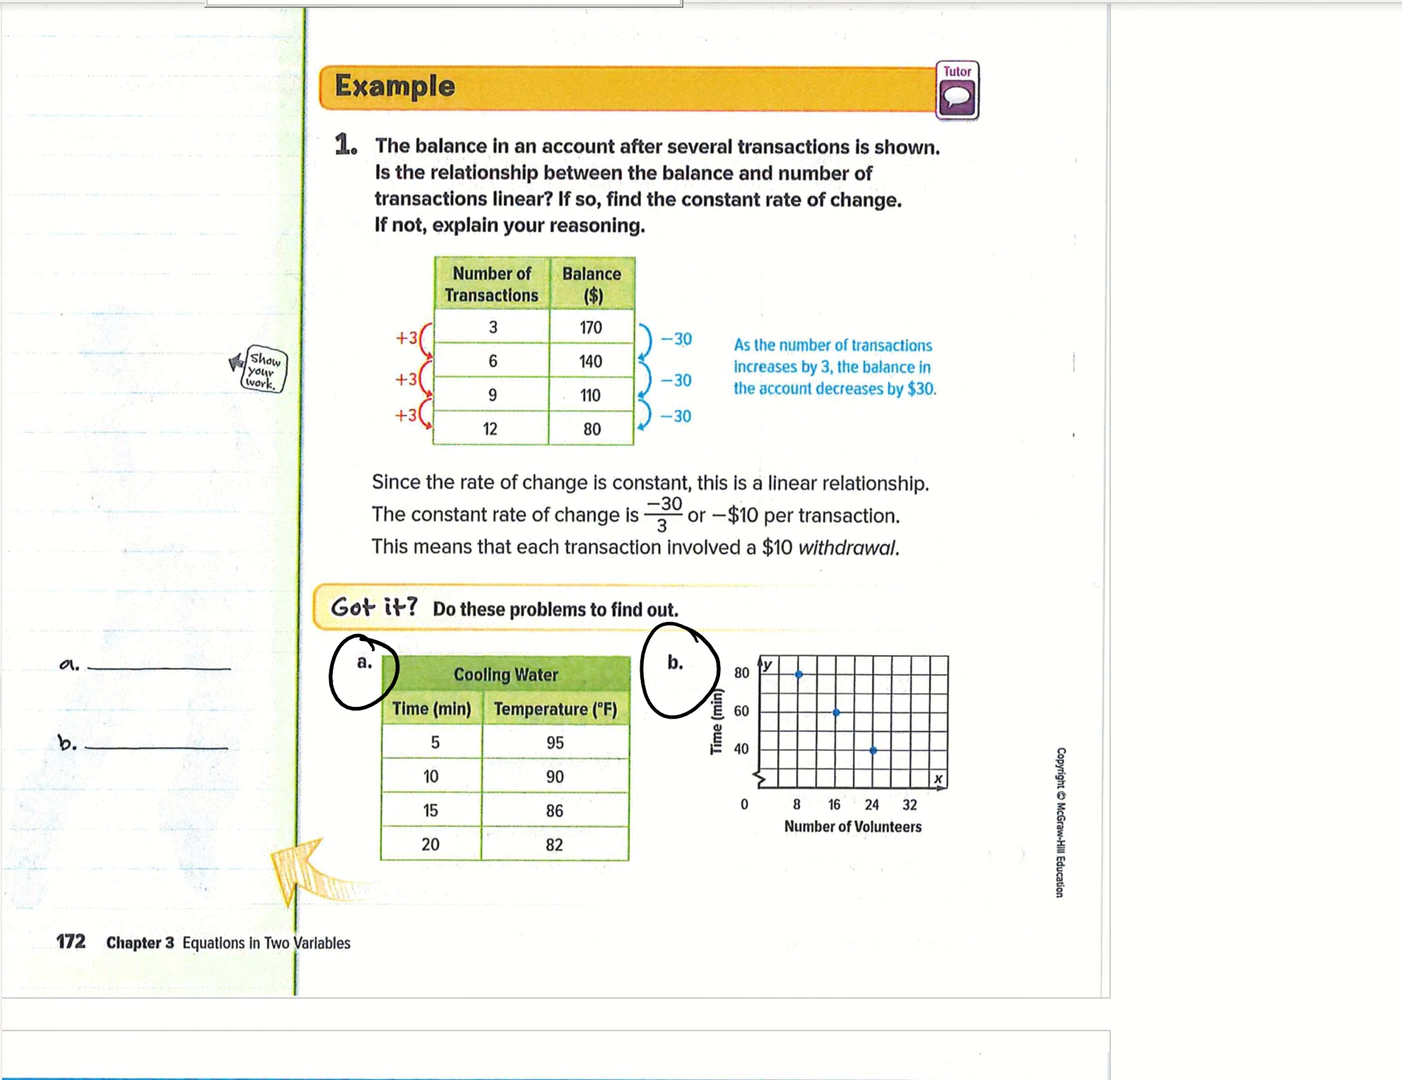 Example
Tutor
1. The balance in an account after several transactions is shown.
Is the relationship between the balance and number of
transactions linear? If so, find the constant rate of change.
If not, explain your reasoning.
Number of Transactions Balance ($)
3 170
6 140
9 110
12 80
+3
+3
+3
−30
−30
−30
As the number of transactions
increases by 3, the balance in
the account decreases by $30.
Show
your
work.
Since the rate of change is constant, this is a linear relationship.
The constant rate of change is −30/3 or −$10 per transaction.
This means that each transaction involved a $10 withdrawal.
Got it? Do these problems to find out.
a.
Cooling Water
Time (min) Temperature (°F)
5 95
10 90
15 86
20 82
b.
y
80
60
40
Time (min)
x
0 8 16 24 32
Number of Volunteers
a.
b.
Copyright © McGraw-Hill Education
172 Chapter 3 Equations in Two Variables